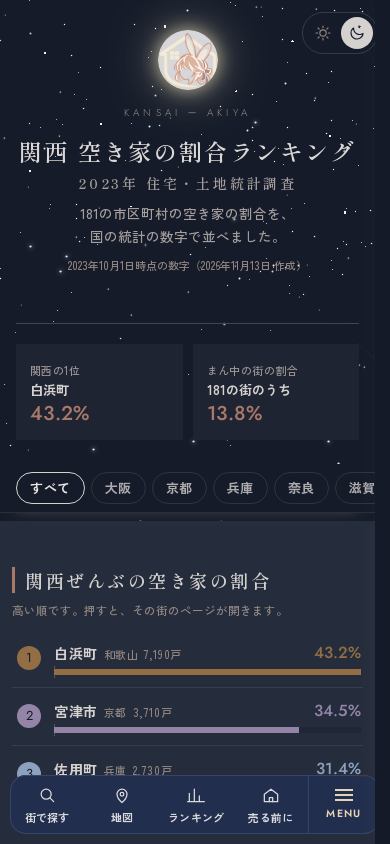 KANSAI — AKIYA
関西 空き家の割合ランキング
2023年 住宅・土地統計調査
181の市区町村の空き家の割合を、
国の統計の数字で並べました。
2023年10月1日時点の数字（2026年11月13日 作成）
関西の1位
白浜町
43.2%
まん中の街の割合
181の街のうち
13.8%
すべて 大阪 京都 兵庫 奈良 滋賀
関西ぜんぶの空き家の割合
高い順です。押すと、その街のページが開きます。
1 白浜町 和歌山 7,190戸 43.2%
2 宮津市 京都 3,710戸 34.5%
3 佐用町 兵庫 2,730戸 31.4%
街で探す 地図 ランキング 売る前に MENU